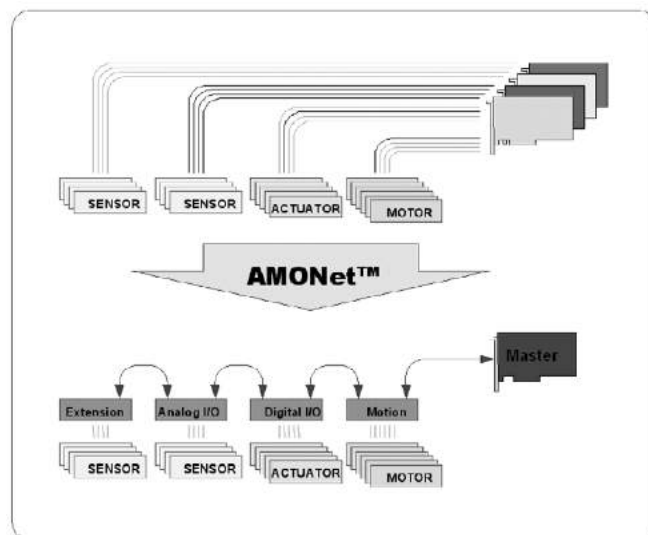 SENSOR SENSOR ACTUATOR MOTOR
AMONet™
Master
Extension Analog I/O Digital I/O Motion
SENSOR SENSOR ACTUATOR MOTOR